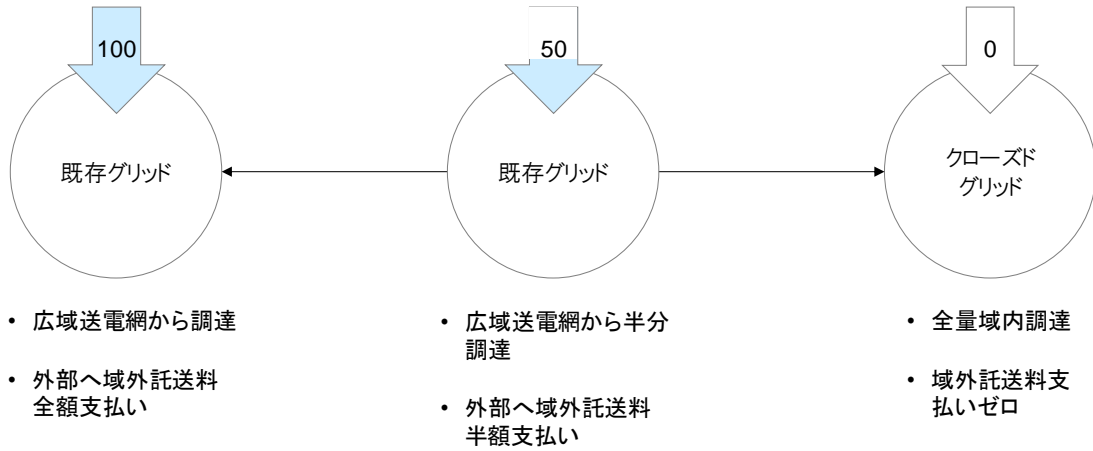 100
50
0
既存グリッド
既存グリッド
クローズド
グリッド
• 広域送電網から調達
• 外部へ域外託送料
全額支払い
• 広域送電網から半分
調達
• 外部へ域外託送料
半額支払い
• 全量域内調達
• 域外託送料支
払いゼロ